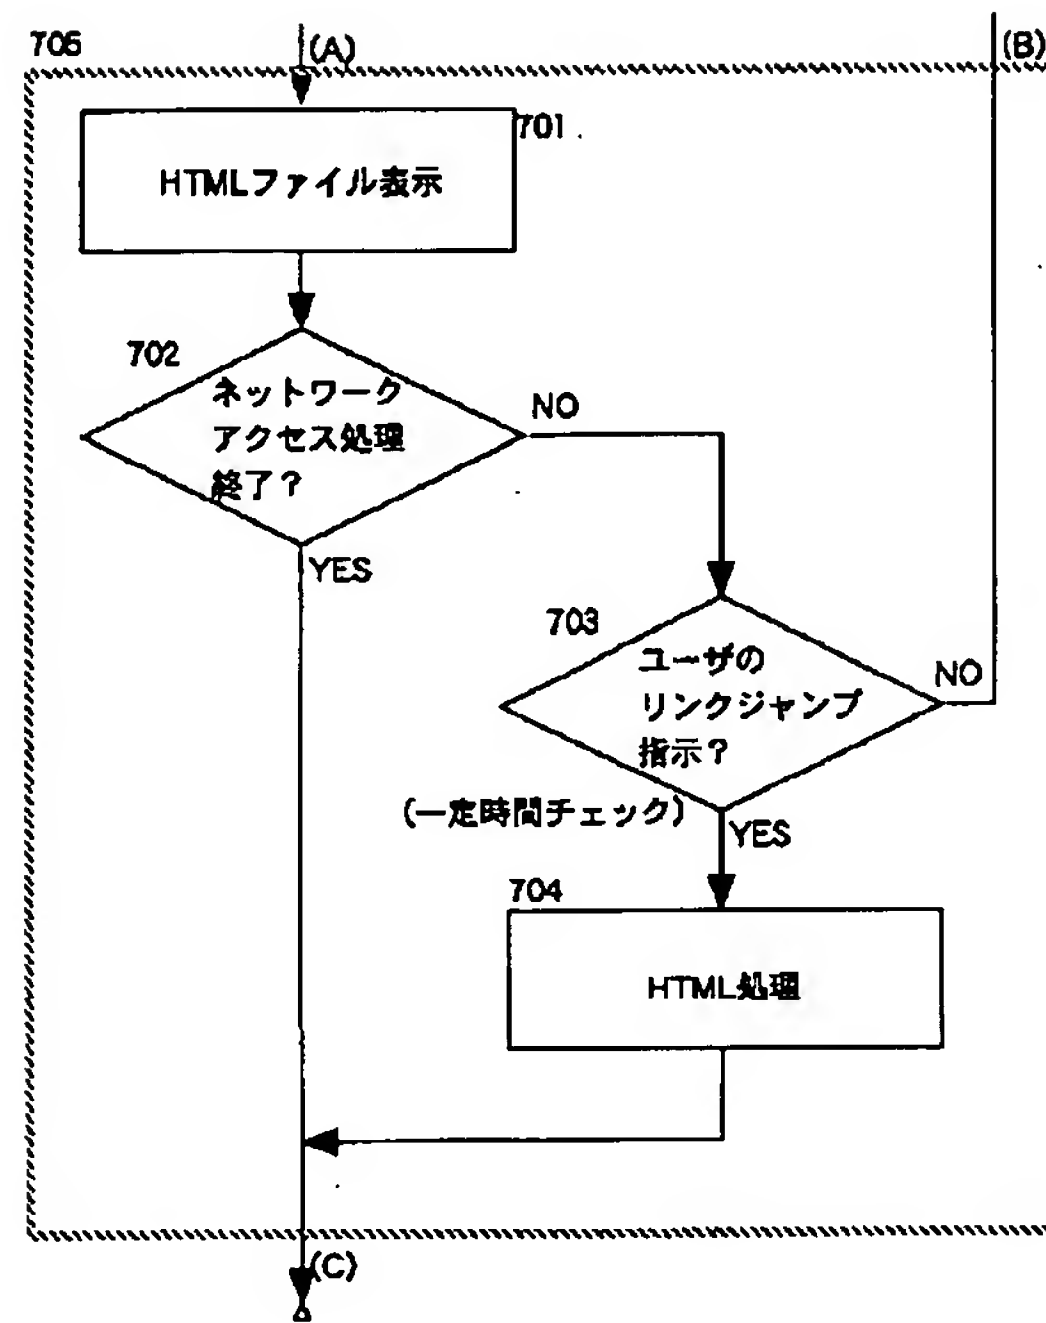 705
(A)
(B)
701
HTMLファイル表示
702
ネットワーク
アクセス処理
終了?
NO
YES
703
ユーザの
リンクジャンプ
指示?
NO
(一定時間チェック)
YES
704
HTML処理
(C)